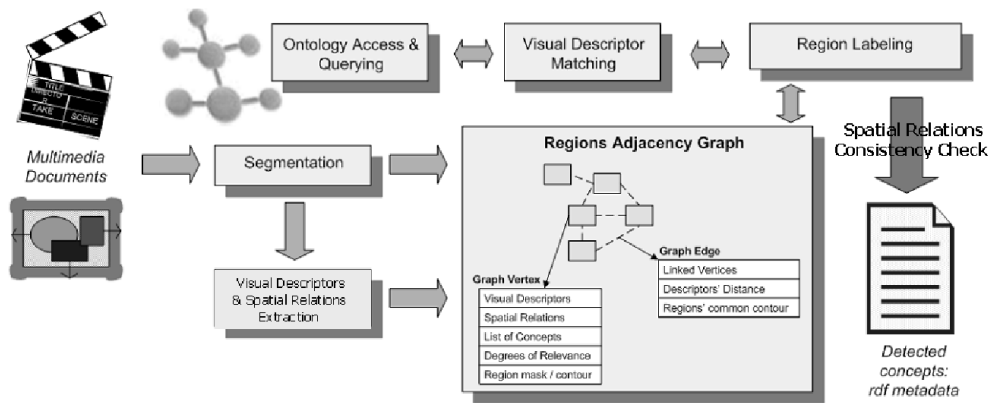 Ontology Access &
Querying
Visual Descriptor
Matching
Region Labeling
TITLE
DIRECTO
R
TAKE
SCENE
Multimedia
Documents
Segmentation
Regions Adjacency Graph
Spatial Relations
Consistency Check
Visual Descriptors
& Spatial Relations
Extraction
Graph Vertex
Visual Descriptors
Spatial Relations
List of Concepts
Degrees of Relevance
Region mask / contour
Graph Edge
Linked Vertices
Descriptors' Distance
Regions' common contour
Detected
concepts:
rdf metadata